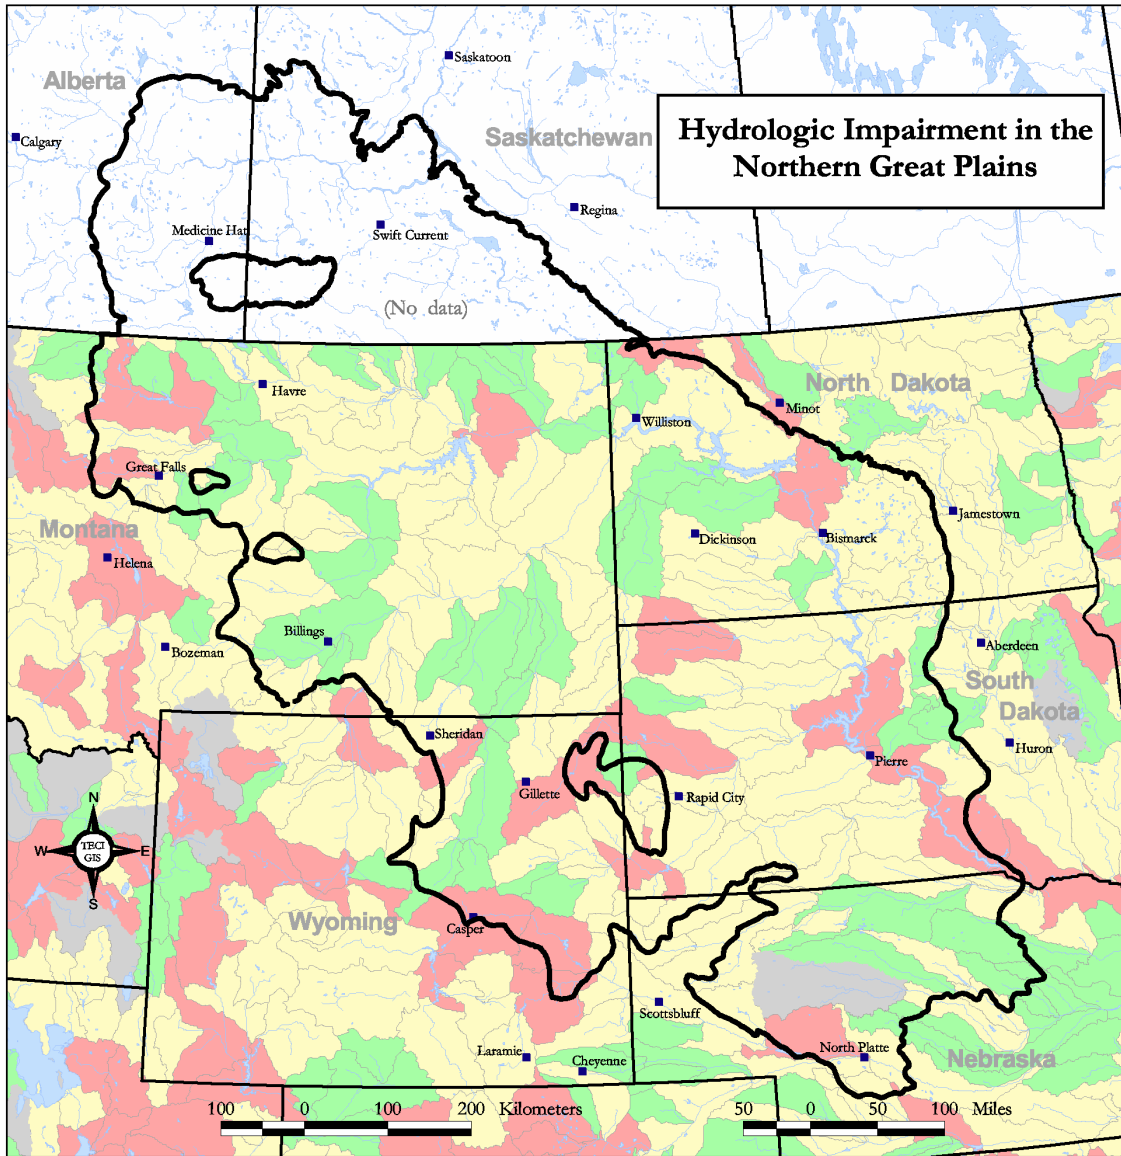 Saskatoon
Alberta
Hydrologic Impairment in the
Northern Great Plains
Calgary
Saskatchewan
Regina
Medicine Hat
Swift Current
(No data)
North Dakota
Havre
Minot
Williston
Great Falls
Montana
Jamestown
Dickinson
Bismarck
Helena
Billings
Bozeman
Aberdeen
South
Dakota
Sheridan
Huron
Pierre
Gillette
Rapid City
N
W
TECI
GIS
E
S
Wyoming
Casper
Scottsbluff
Laramie
North Platte
Nebraska
Cheyenne
100 0 100 200 Kilometers
50 0 50 100 Miles